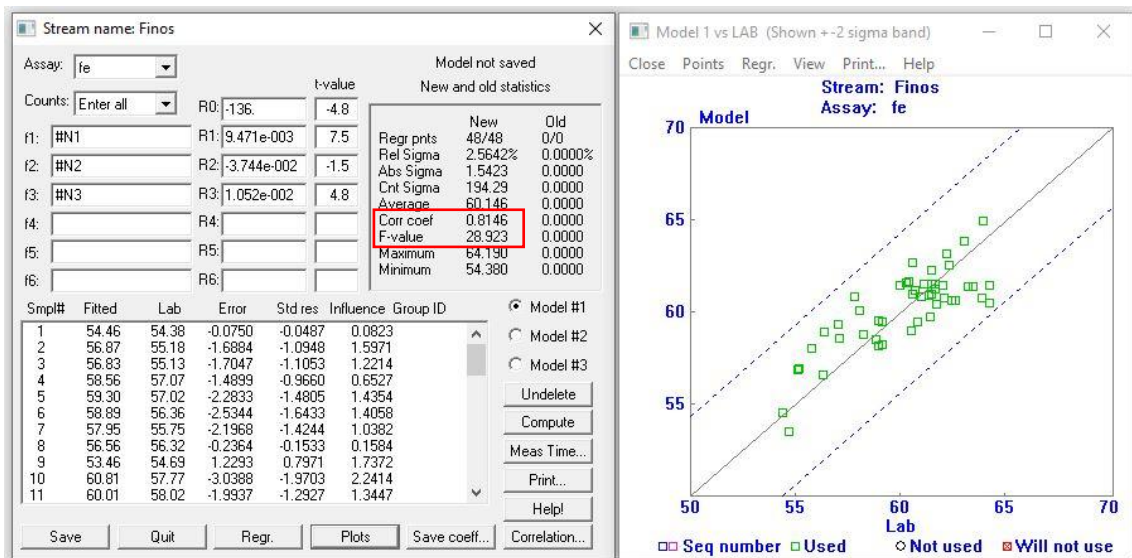 Stream name: Finos
Assay: fe
Model not saved
New and old statistics
t-value
Counts: Enter all
R0: -136. -4.8
f1: #N1 R1: 9.471e-003 7.5
f2: #N2 R2: -3.744e-002 -1.5
f3: #N3 R3: 1.052e-002 4.8
f4: R4:
f5: R5:
f6: R6:
New Old
Regr pnts 48/48 0/0
Rel Sigma 2.5642% 0.0000%
Abs Sigma 1.5423 0.0000
Cnt Sigma 194.29 0.0000
Average 60.146 0.0000
Corr coef 0.8146 0.0000
F-value 28.923 0.0000
Maximum 64.190 0.0000
Minimum 54.380 0.0000
Smpl# Fitted Lab Error Std res Influence Group ID
1 54.46 54.38 -0.0750 -0.0487 0.0823
2 56.87 55.18 -1.6884 -1.0948 1.5971
3 56.83 55.13 -1.7047 -1.1053 1.2214
4 58.56 57.07 -1.4899 -0.9660 0.6527
5 59.30 57.02 -2.2833 -1.4805 1.4354
6 58.89 56.36 -2.5344 -1.6433 1.4058
7 57.95 55.75 -2.1968 -1.4244 1.0382
8 56.56 56.32 -0.2364 -0.1533 0.1584
9 53.46 54.69 1.2293 0.7971 1.7372
10 60.81 57.77 -3.0388 -1.9703 2.2414
11 60.01 58.02 -1.9937 -1.2927 1.3447
Model #1
Model #2
Model #3
Undelete
Compute
Meas Time...
Print...
Help!
Save Quit Regr. Plots Save coeff... Correlation...
Model 1 vs LAB (Shown +-2 sigma band)
Close Points Regr. View Print... Help
Stream: Finos
Assay: fe
Model
70
65
60
55
50 55 60 65 70
Lab
Seq number Used Not used Will not use